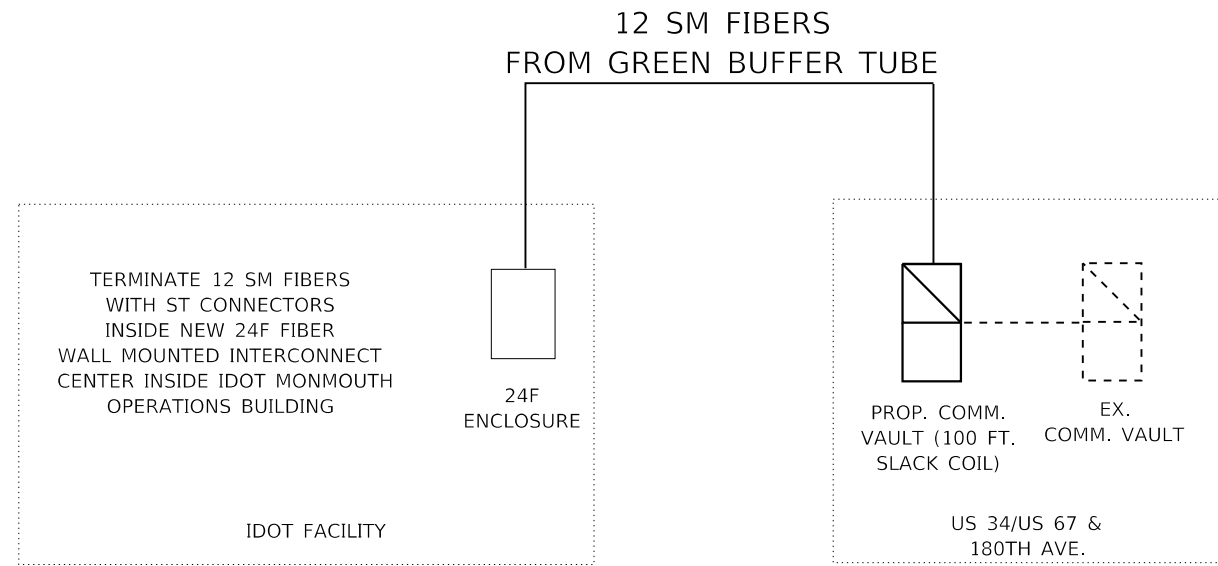 12 SM FIBERS
FROM GREEN BUFFER TUBE
TERMINATE 12 SM FIBERS
WITH ST CONNECTORS
INSIDE NEW 24F FIBER
WALL MOUNTED INTERCONNECT
CENTER INSIDE IDOT MONMOUTH
OPERATIONS BUILDING
24F
ENCLOSURE
IDOT FACILITY
PROP. COMM.
VAULT (100 FT.
SLACK COIL)
EX.
COMM. VAULT
US 34/US 67 &
180TH AVE.